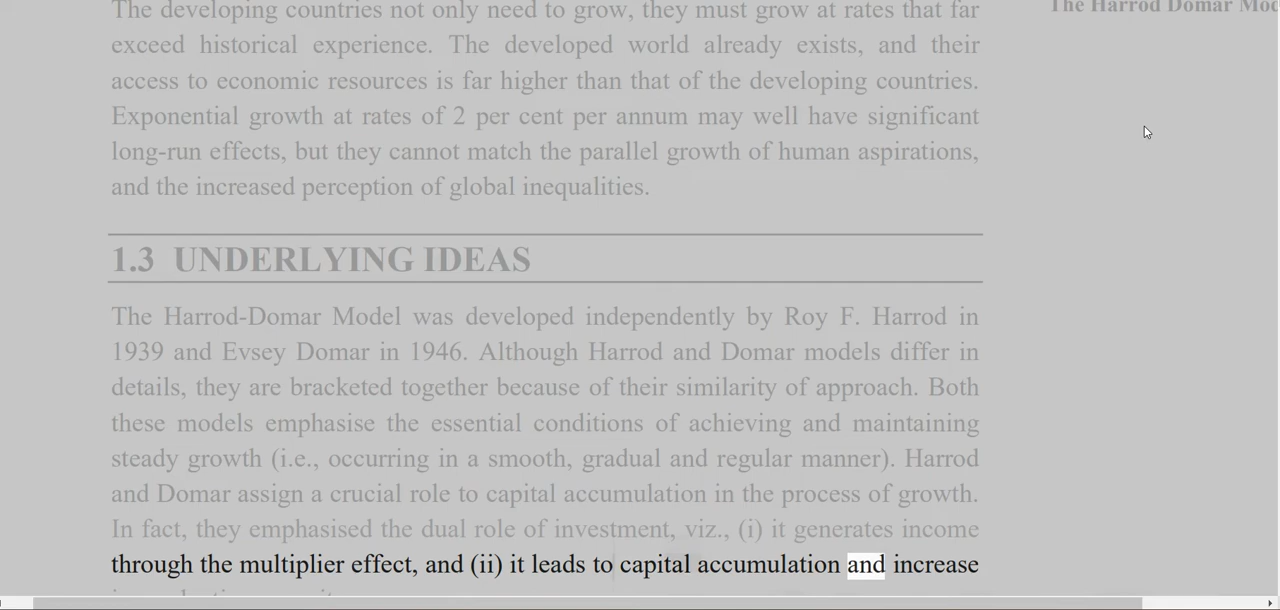 The developing countries not only need to grow, they must grow at rates that far
The Harrod Domar Mod
exceed historical experience. The developed world already exists, and their
access to economic resources is far higher than that of the developing countries.
Exponential growth at rates of 2 per cent per annum may well have significant
long-run effects, but they cannot match the parallel growth of human aspirations,
and the increased perception of global inequalities.
1.3 UNDERLYING IDEAS
The Harrod-Domar Model was developed independently by Roy F. Harrod in
1939 and Evsey Domar in 1946. Although Harrod and Domar models differ in
details, they are bracketed together because of their similarity of approach. Both
these models emphasise the essential conditions of achieving and maintaining
steady growth (i.e., occurring in a smooth, gradual and regular manner). Harrod
and Domar assign a crucial role to capital accumulation in the process of growth.
In fact, they emphasised the dual role of investment, viz., (i) it generates income
through the multiplier effect, and (ii) it leads to capital accumulation and increase